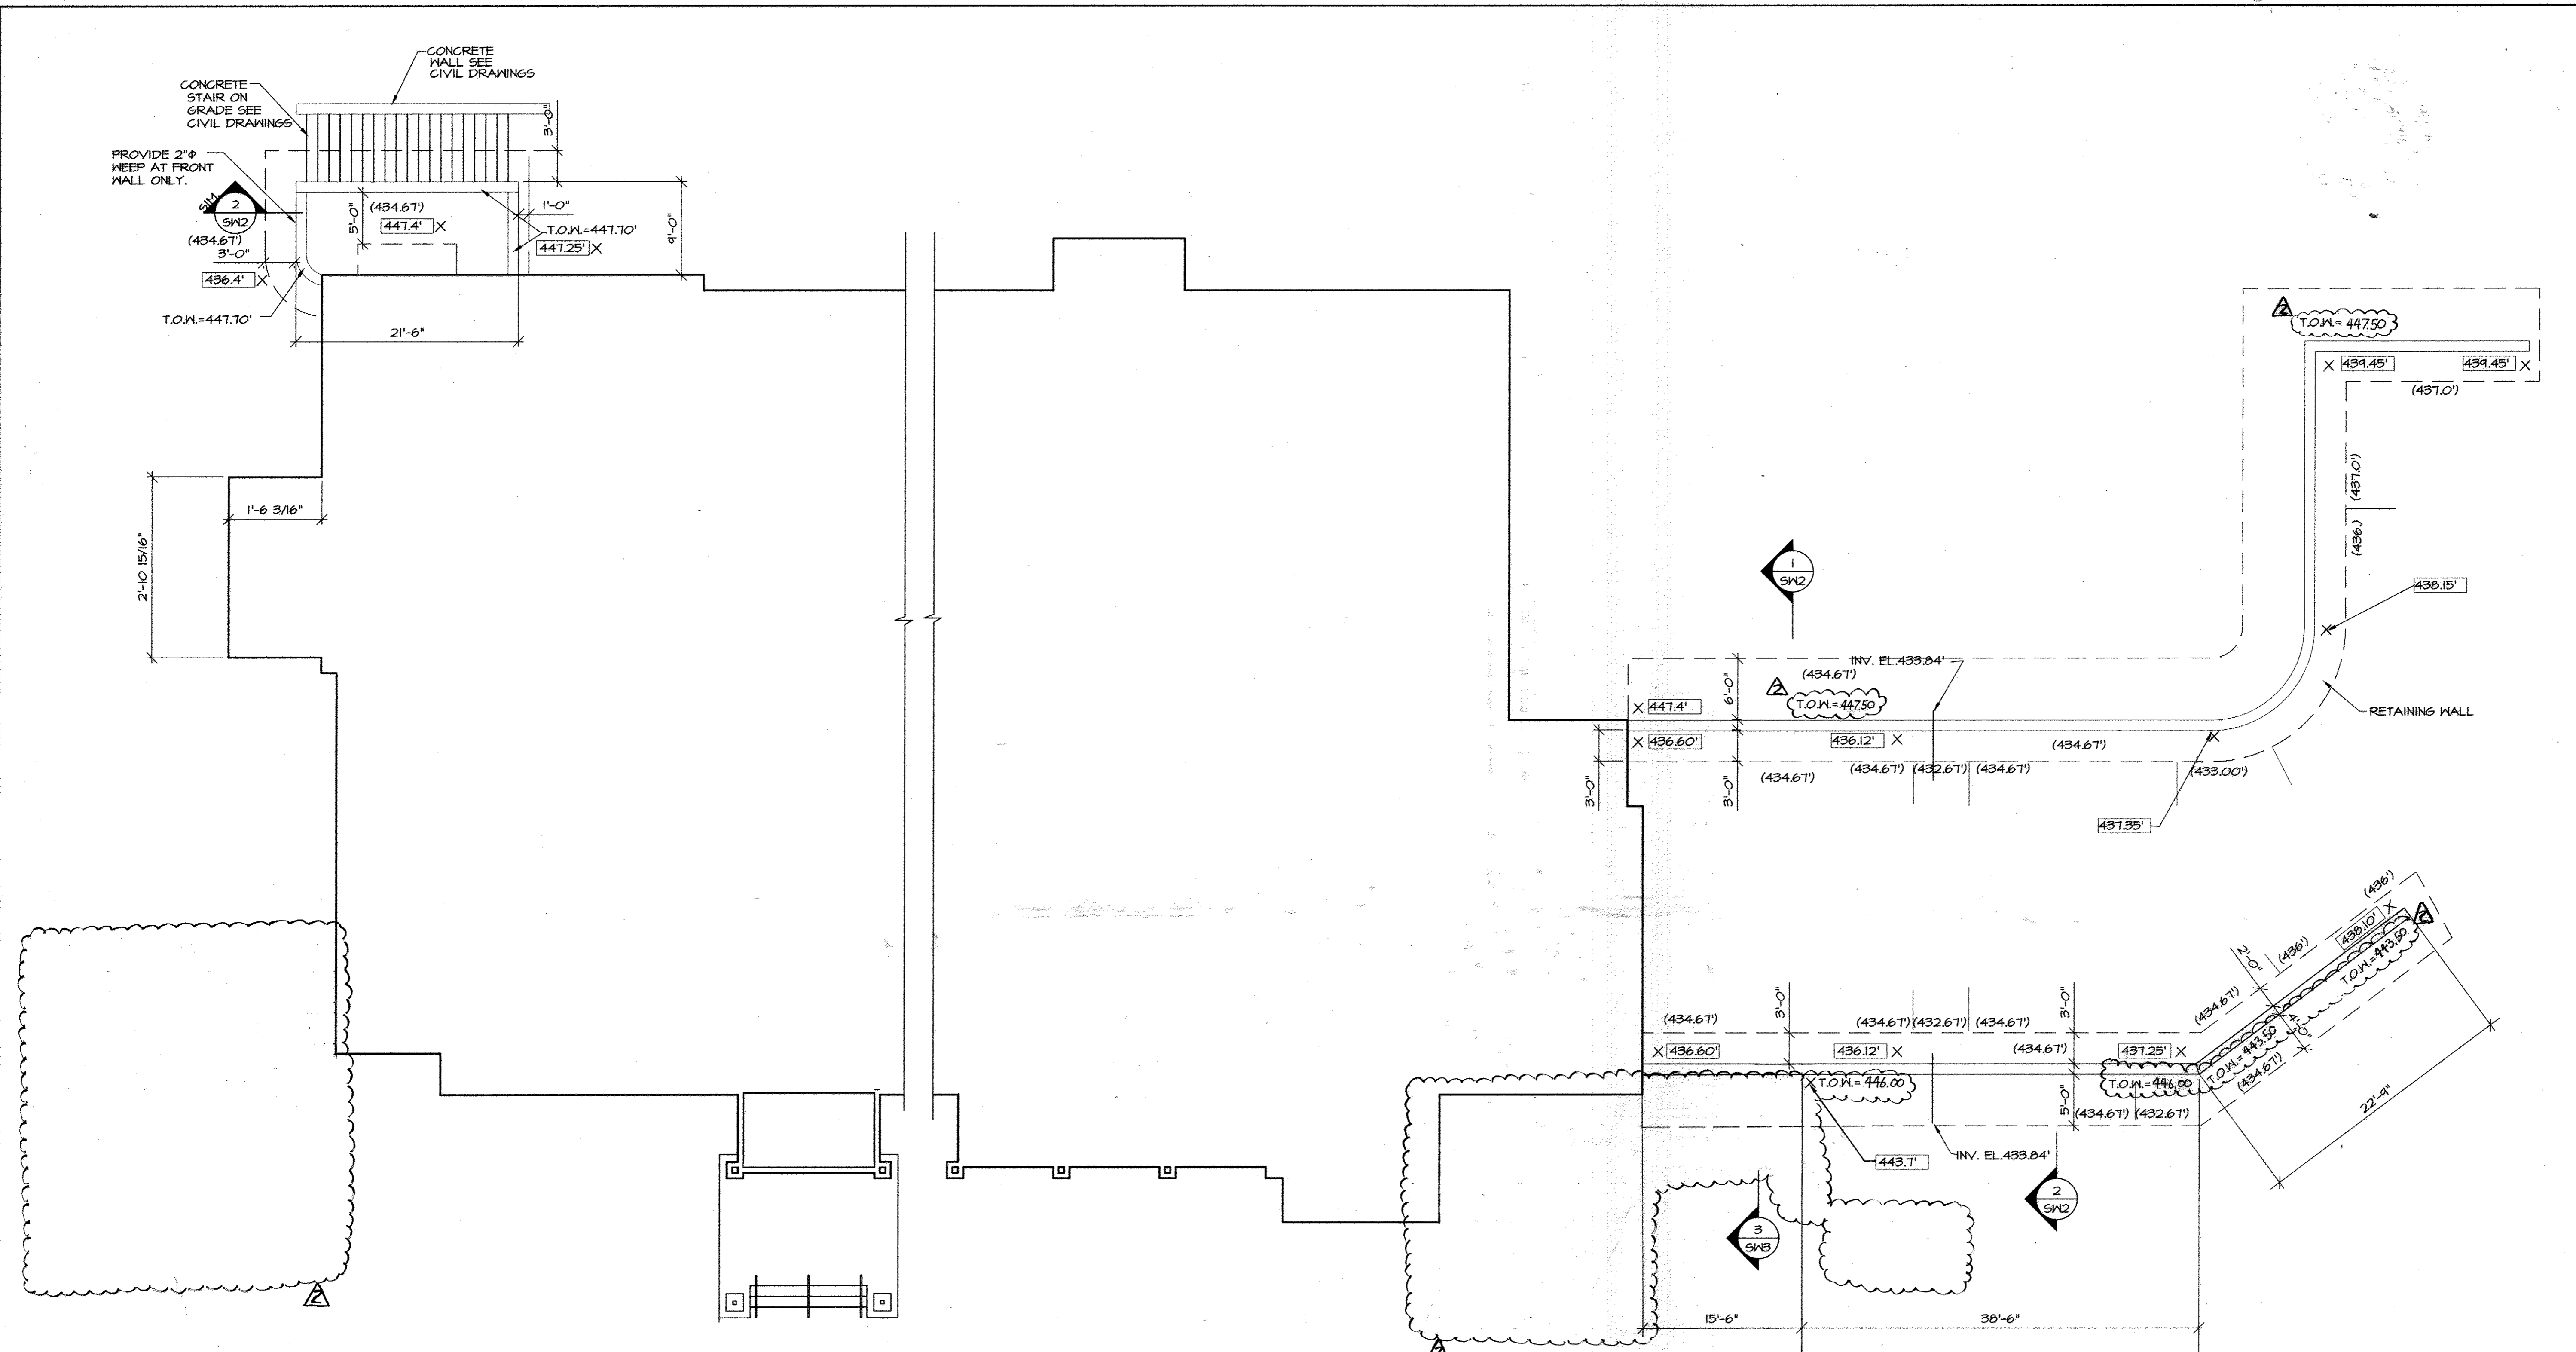 CONCRETE
WALL SEE
CIVIL DRAWINGS
CONCRETE
STAIR ON
GRADE SEE
CIVIL DRAWINGS
PROVIDE 2"Φ
WEEP AT FRONT
WALL ONLY.
SIM.
2
SW2
(434.67')
3'-0"
436.4'
T.O.W.=447.70'
3'-0"
5'-0"
(434.67')
447.4'
1'-0"
T.O.W.=447.70'
447.25'
9'-0"
21'-6"
1'-6 3/16"
2'-10 15/16"
2
T.O.W.= 447.50
439.45'
439.45'
(437.0')
(437.0')
(436.)
438.15'
1
SW2
INV. EL.433.84'
(434.67')
6'-0"
2
T.O.W.= 447.50
447.4'
RETAINING WALL
436.60'
436.12'
(434.67')
3'-0"
3'-0"
(434.67')
(434.67')
(432.67')
(434.67')
(433.00')
437.35'
(436')
438.10'
2
(436')
2'-0"
T.O.W.= 443.50
(434.67')
4'-0"
T.O.W.= 443.50
(434.67')
22'-9"
(434.67')
3'-0"
(434.67')
(432.67')
(434.67')
3'-0"
436.60'
436.12'
(434.67')
437.25'
T.O.W.= 446.00
T.O.W.= 446.00
5'-0"
(434.67')
(432.67')
443.7'
INV. EL.433.84'
2
SW2
3
SW3
2
15'-6"
38'-6"